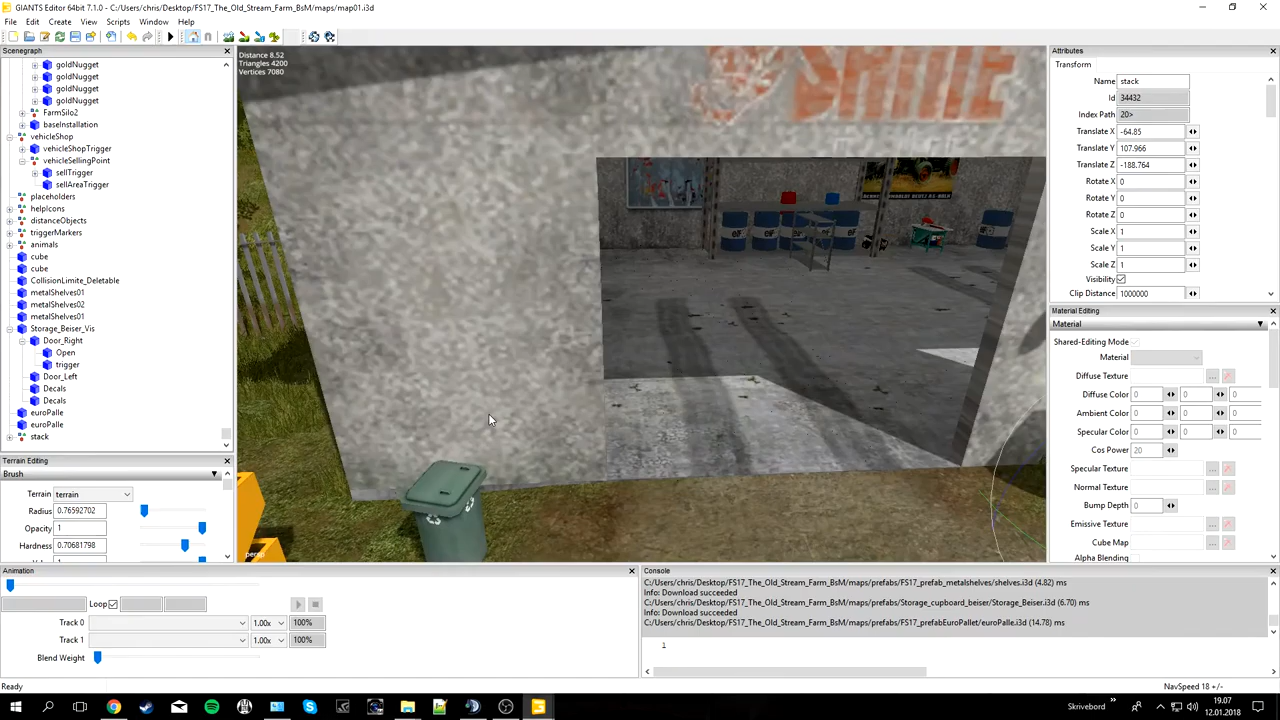 GIANTS Editor 64bit 7.1.0 - C:/Users/chris/Desktop/FS17_The_Old_Stream_Farm_BsM/maps/map01.i3d
File Edit Create View Scripts Window Help
Scenegraph
goldNugget
goldNugget
goldNugget
goldNugget
FarmSilo2
baseInstallation
vehicleShop
vehicleShopTrigger
vehicleSellingPoint
sellTrigger
sellAreaTrigger
placeholders
helpIcons
distanceObjects
triggerMarkers
animals
cube
cube
CollisionLimite_Deletable
metalShelves01
metalShelves02
metalShelves01
Storage_Beiser_Vis
Door_Right
Open
trigger
Door_Left
Decals
Decals
euroPalle
euroPalle
stack
Terrain Editing
Brush
Terrain terrain
Radius 0.76592702
Opacity 1
Hardness 0.70681798
Distance 8.52
Triangles 4200
Vertices 7080
elf elf elf elf
persp
Attributes
Transform
Name stack
Id 34432
Index Path 20>
Translate X -64.85
Translate Y 107.966
Translate Z -188.764
Rotate X 0
Rotate Y 0
Rotate Z 0
Scale X 1
Scale Y 1
Scale Z 1
Visibility
Clip Distance 1000000
Material Editing
Material
Shared-Editing Mode
Material
Diffuse Texture ...
Diffuse Color 0 0 0
Ambient Color 0 0 0
Specular Color 0 0 0
Cos Power 20
Specular Texture ...
Normal Texture ...
Bump Depth 0
Emissive Texture ...
Cube Map ...
Alpha Blending
Animation
Loop
Track 0 1.00x 100%
Track 1 1.00x 100%
Blend Weight
Console
C:/Users/chris/Desktop/FS17_The_Old_Stream_Farm_BsM/maps/prefabs/FS17_prefab_metalshelves/shelves.i3d (4.82) ms
Info: Download succeeded
C:/Users/chris/Desktop/FS17_The_Old_Stream_Farm_BsM/maps/prefabs/Storage_cupboard_beiser/Storage_Beiser.i3d (6.70) ms
Info: Download succeeded
C:/Users/chris/Desktop/FS17_The_Old_Stream_Farm_BsM/maps/prefabs/FS17_prefabEuroPallet/euroPalle.i3d (14.78) ms
1
Ready
NavSpeed 18 +/-
Skrivebord
19.07
12.01.2018